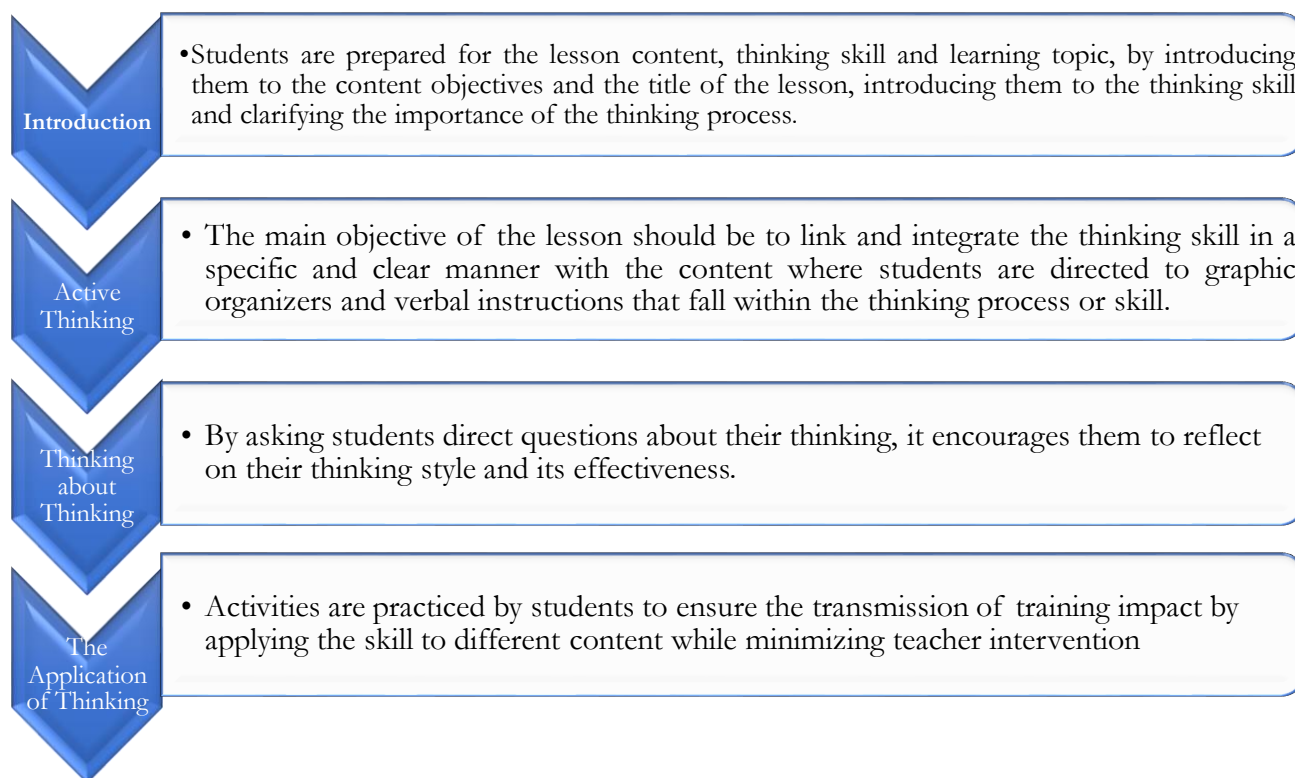 Introduction
•Students are prepared for the lesson content, thinking skill and learning topic, by introducing
them to the content objectives and the title of the lesson, introducing them to the thinking skill
and clarifying the importance of the thinking process.
Active
Thinking
• The main objective of the lesson should be to link and integrate the thinking skill in a
specific and clear manner with the content where students are directed to graphic
organizers and verbal instructions that fall within the thinking process or skill.
Thinking
about
Thinking
• By asking students direct questions about their thinking, it encourages them to reflect
on their thinking style and its effectiveness.
The
Application
of Thinking
• Activities are practiced by students to ensure the transmission of training impact by
applying the skill to different content while minimizing teacher intervention